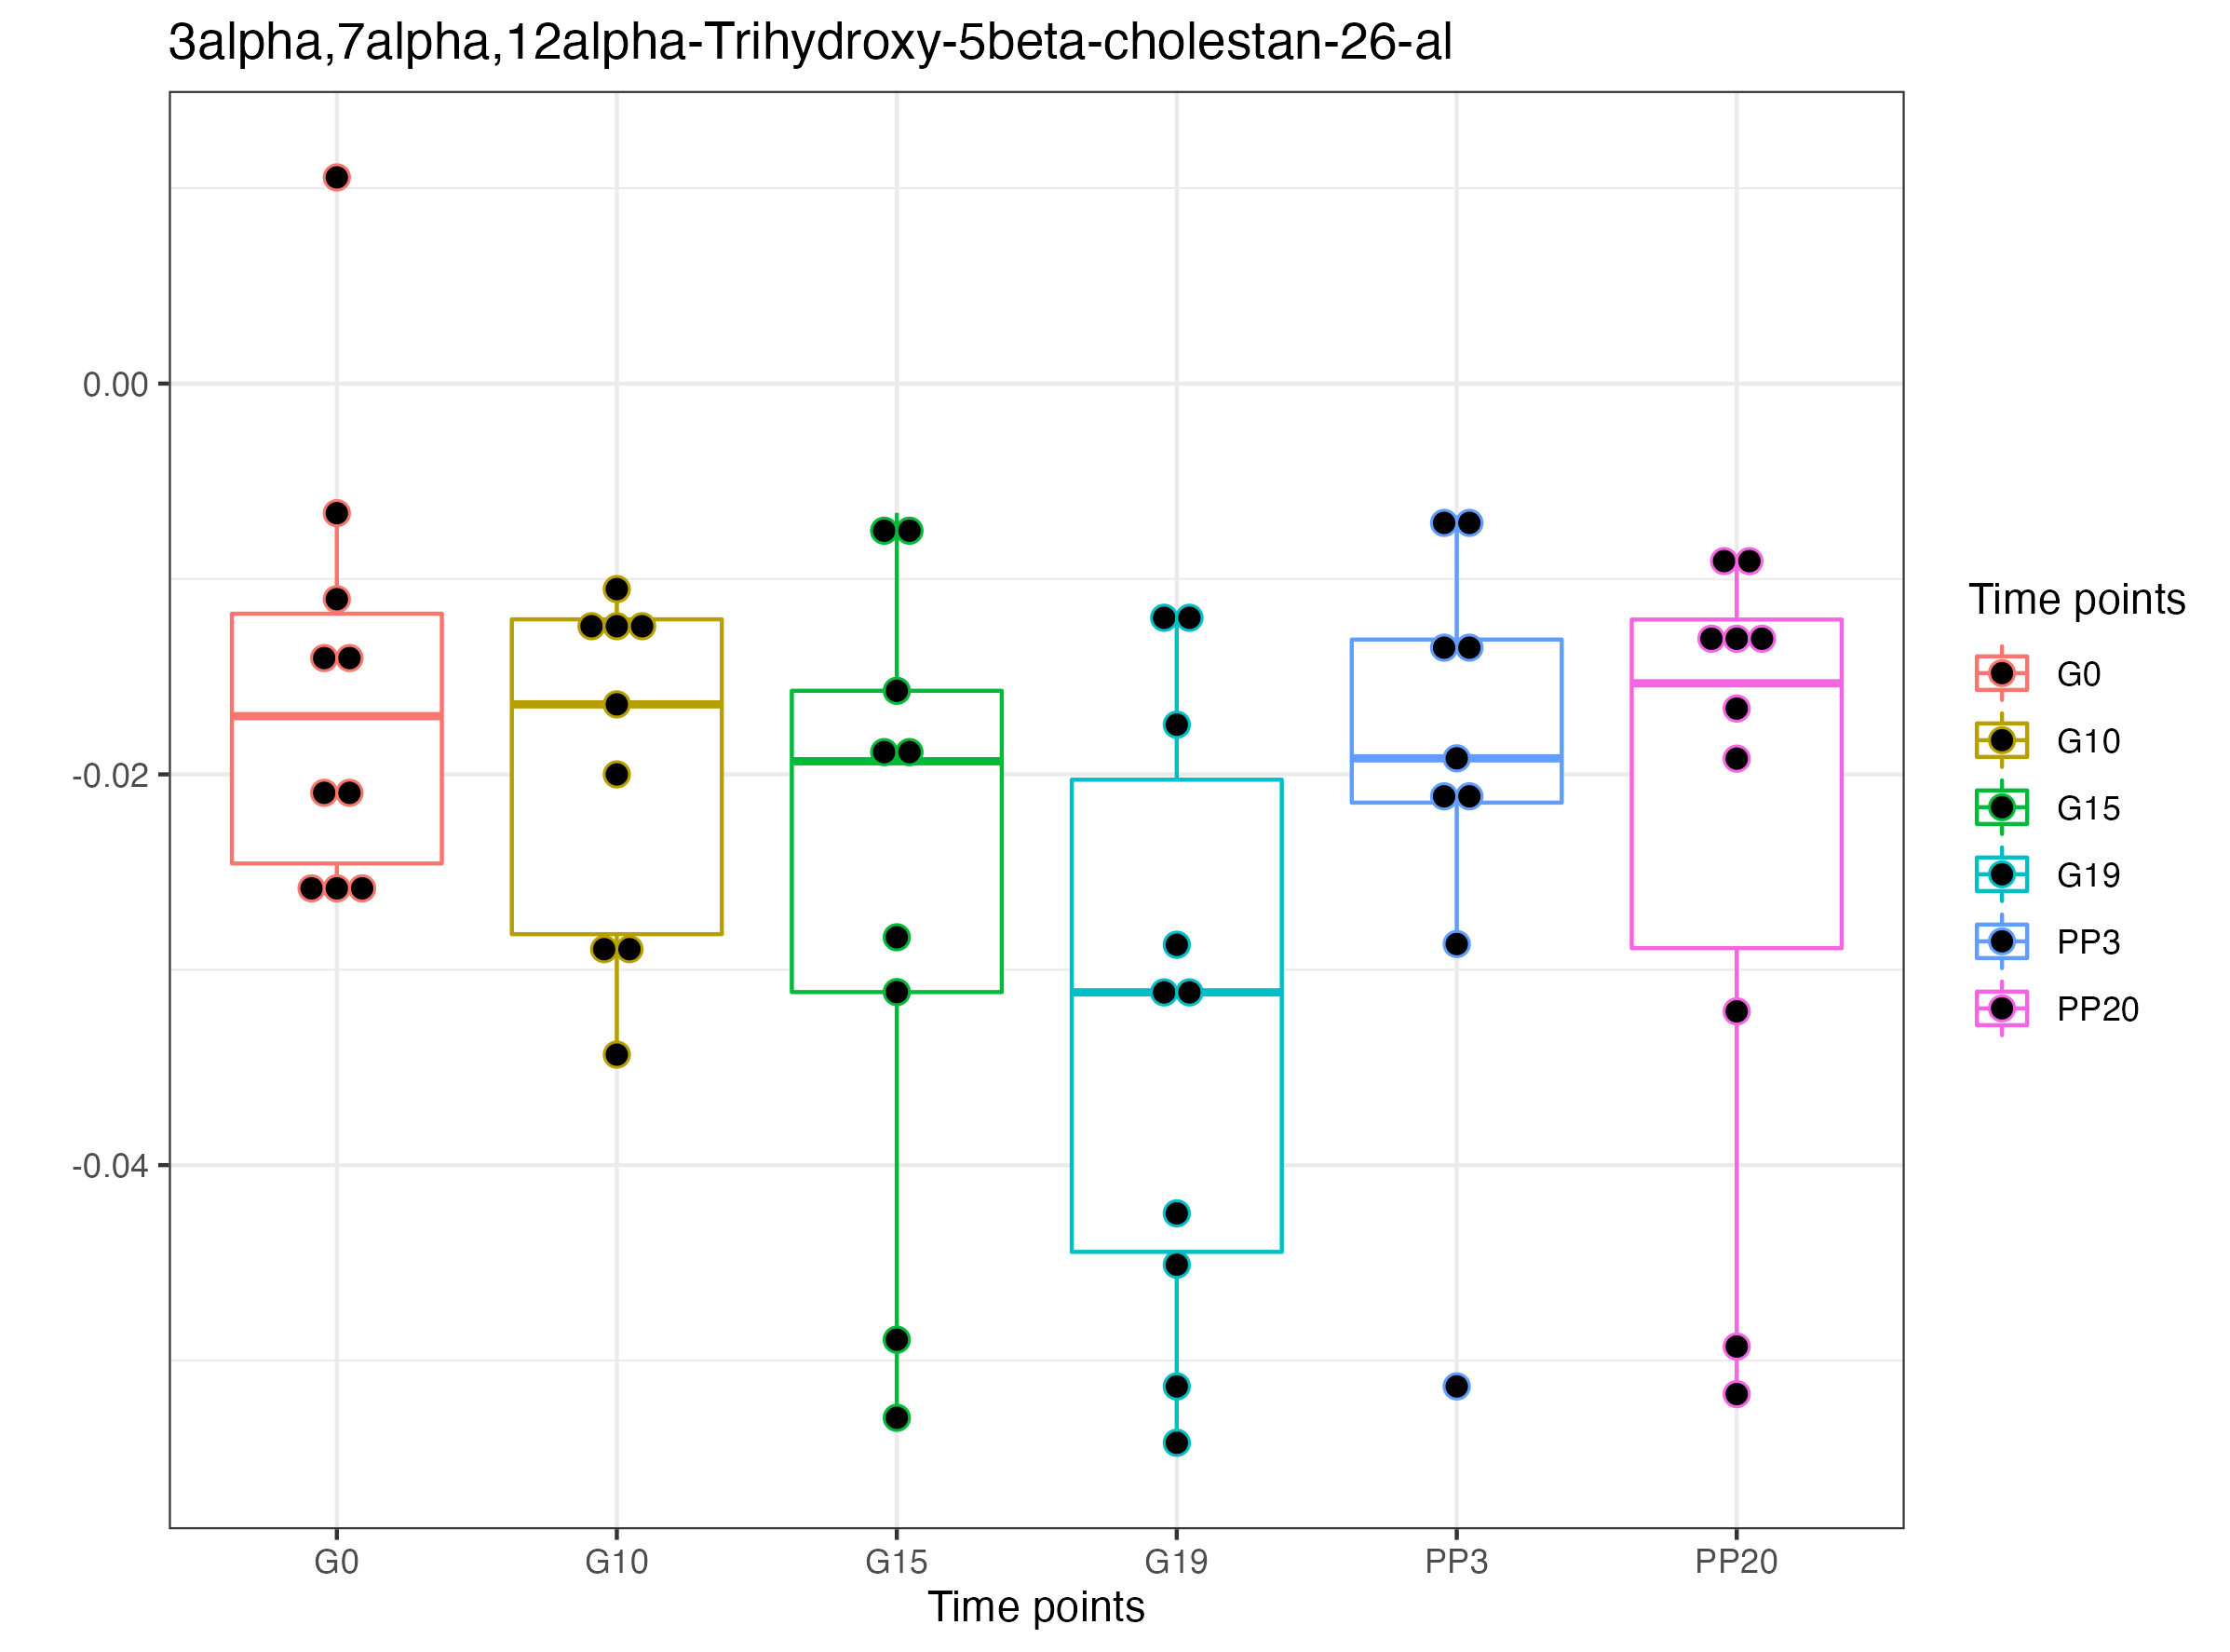 3alpha,7alpha,12alpha-Trihydroxy-5beta-cholestan-26-al
0.00
-0.02
-0.04
G0 G10 G15 G19 PP3 PP20
Time points
Time points
G0
G10
G15
G19
PP3
PP20